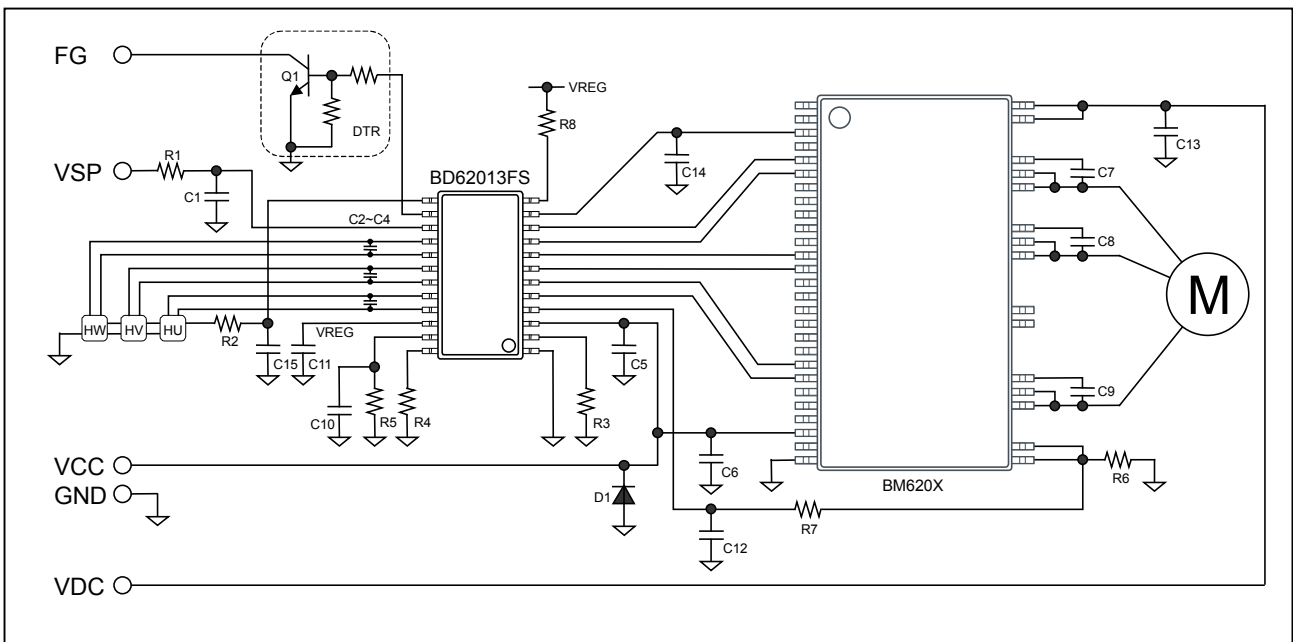 FG
Q1
DTR
VREG
R8
VSP
R1
C1
BD62013FS
C14
C13
C7
C2~C4
C8
M
HW
HV
HU
R2
VREG
C15
C11
C5
C10
R5
R4
R3
C9
VCC
C6
R6
GND
D1
BM620X
R7
C12
VDC